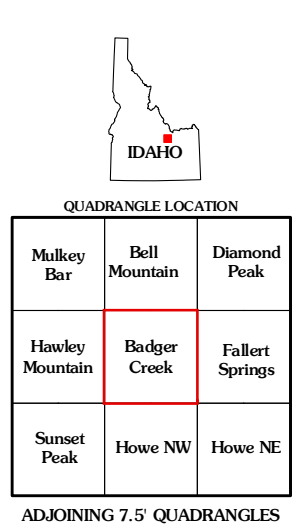 IDAHO
QUADRANGLE LOCATION
Mulkey
Bar
Bell
Mountain
Diamond
Peak
Hawley
Mountain
Badger
Creek
Fallert
Springs
Sunset
Peak
Howe NW
Howe NE
ADJOINING 7.5' QUADRANGLES